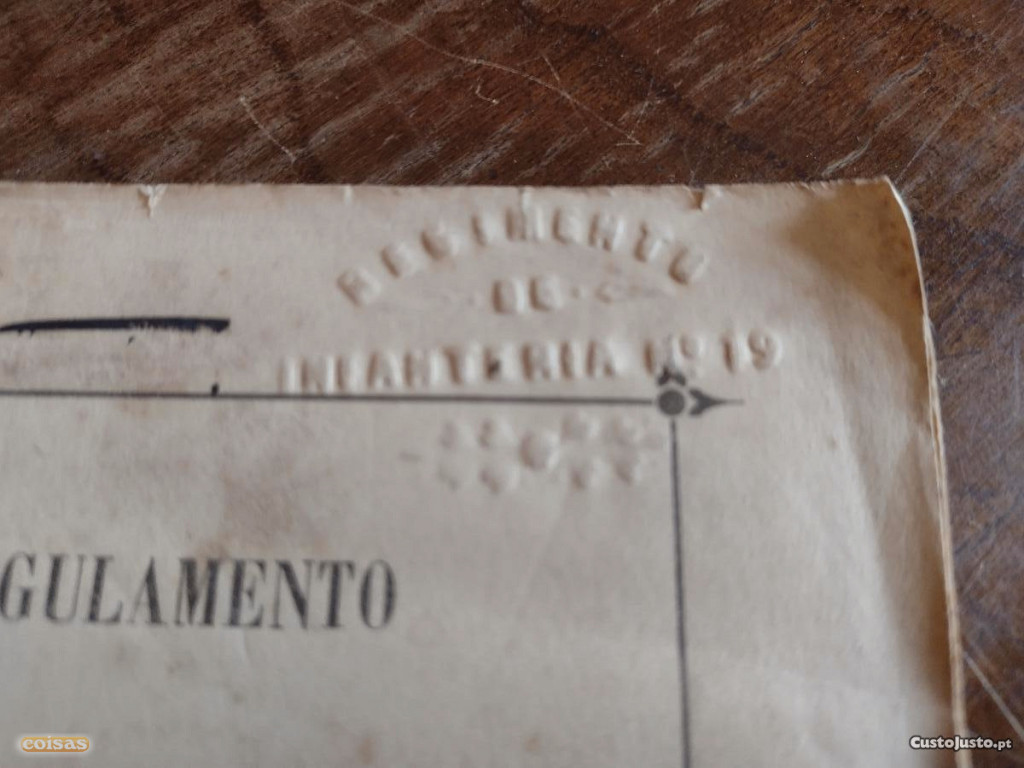 REGIMENTO
DE
INFANTERIA Nº 19
GULAMENTO
coisas
CustoJusto.pt